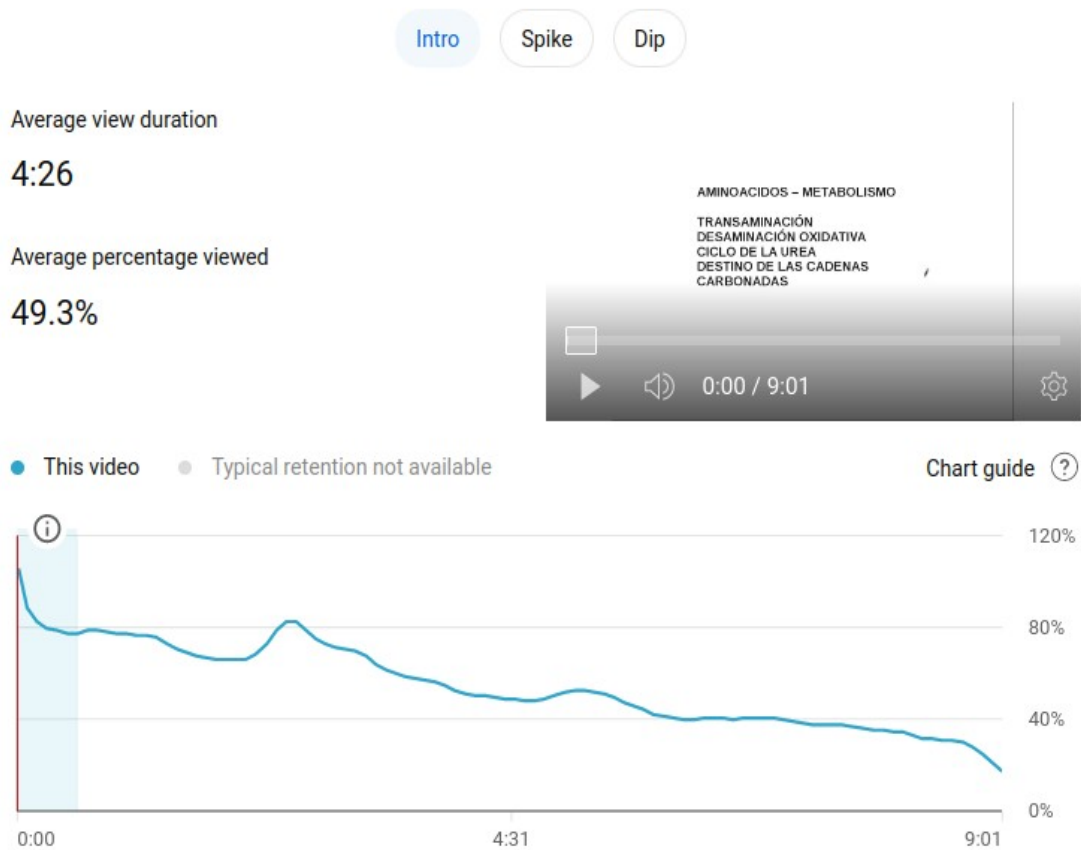 Intro
Spike
Dip
Average view duration
4:26
Average percentage viewed
49.3%
AMINOACIDOS – METABOLISMO
TRANSAMINACIÓN
DESAMINACIÓN OXIDATIVA
CICLO DE LA UREA
DESTINO DE LAS CADENAS
CARBONADAS
0:00 / 9:01
This video
Typical retention not available
Chart guide ?
120%
80%
40%
0%
0:00
4:31
9:01